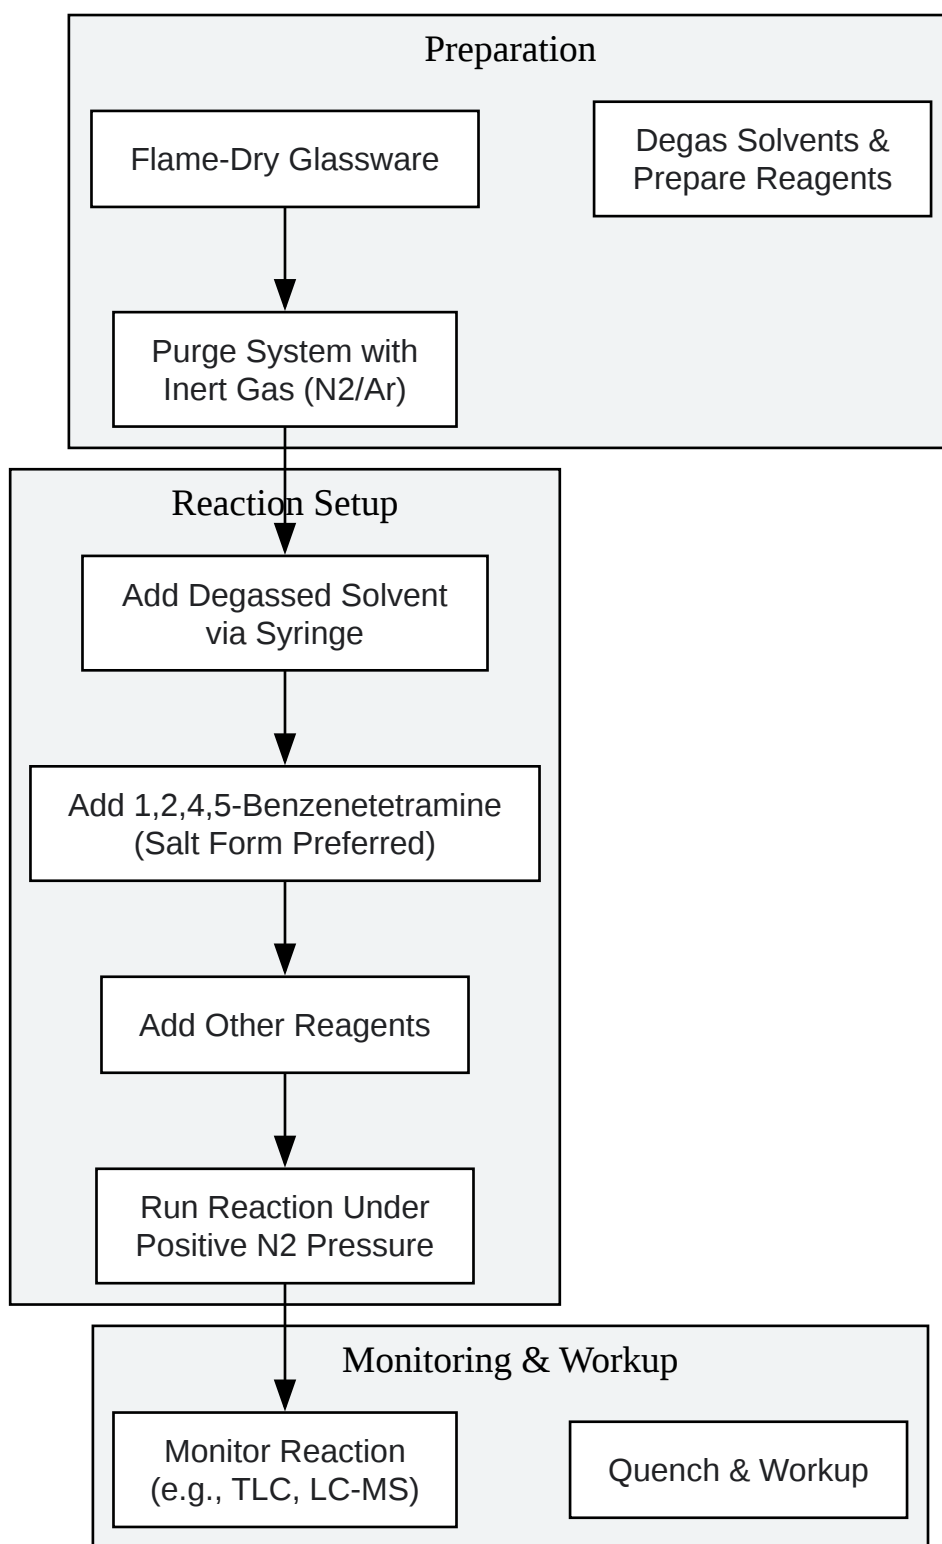 Preparation
Flame-Dry Glassware
Degas Solvents &
Prepare Reagents
Purge System with
Inert Gas (N2/Ar)
Reaction Setup
Add Degassed Solvent
via Syringe
Add 1,2,4,5-Benzenetetramine
(Salt Form Preferred)
Add Other Reagents
Run Reaction Under
Positive N2 Pressure
Monitoring & Workup
Monitor Reaction
(e.g., TLC, LC-MS)
Quench & Workup